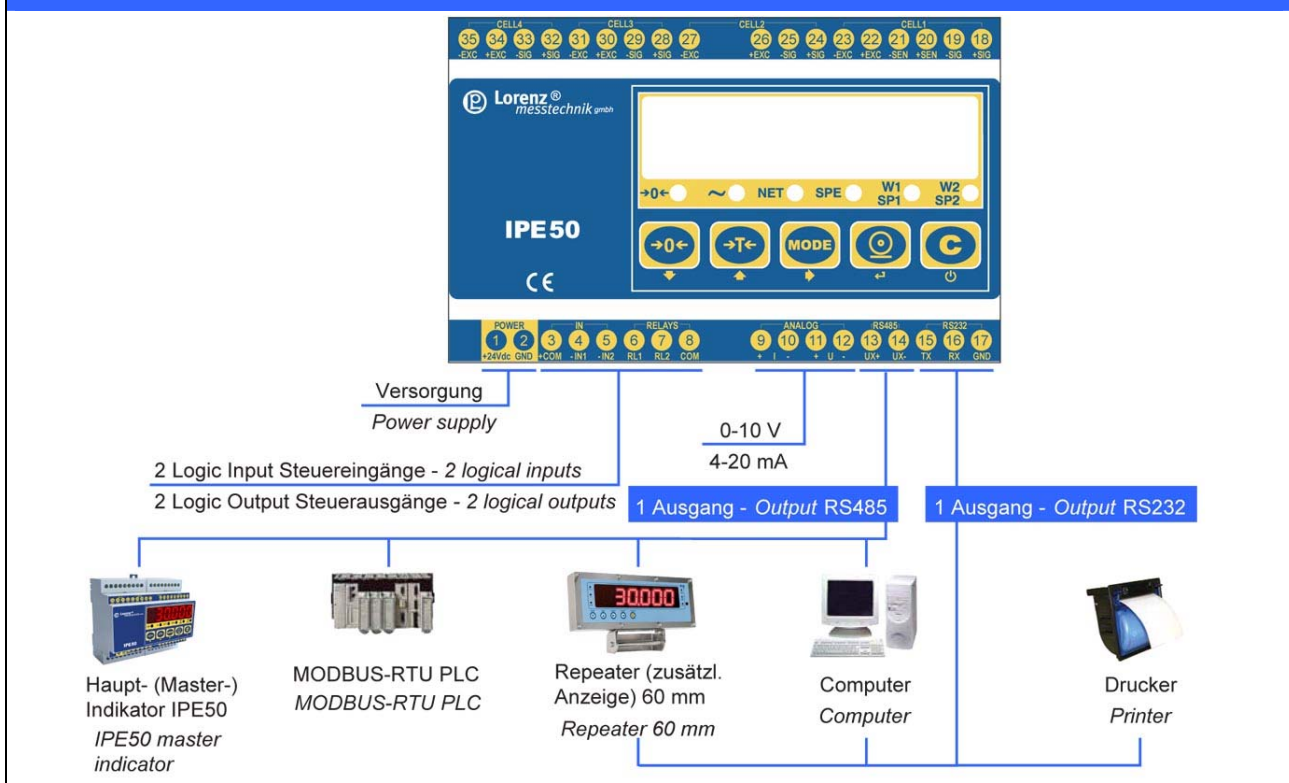 CELL4 CELL3 CELL2 CELL1
35 34 33 32 31 30 29 28 27 26 25 24 23 22 21 20 19 18
-EXC +EXC -SIG +SIG -EXC +EXC -SIG +SIG -EXC +EXC -SIG +SIG -EXC +EXC -SEN +SEN -SIG +SIG
Lorenz ®
messtechnik gmbh
→0← ~ NET SPE W1 W2
SP1 SP2
IPE 50
→0← →T← MODE C
CE
POWER IN RELAYS ANALOG RS485 RS232
1 2 3 4 5 6 7 8 9 10 11 12 13 14 15 16 17
+24Vdc GND +COM -IN1 -IN2 RL1 RL2 COM + I - + U - UX+ UX- TX RX GND
Versorgung
Power supply
0-10 V
4-20 mA
2 Logic Input Steuereingänge - 2 logical inputs
2 Logic Output Steuerausgänge - 2 logical outputs
1 Ausgang - Output RS485
1 Ausgang - Output RS232
30.000
Haupt- (Master-)
Indikator IPE50
IPE50 master
indicator
MODBUS-RTU PLC
MODBUS-RTU PLC
Repeater (zusätzl.
Anzeige) 60 mm
Repeater 60 mm
Computer
Computer
Drucker
Printer